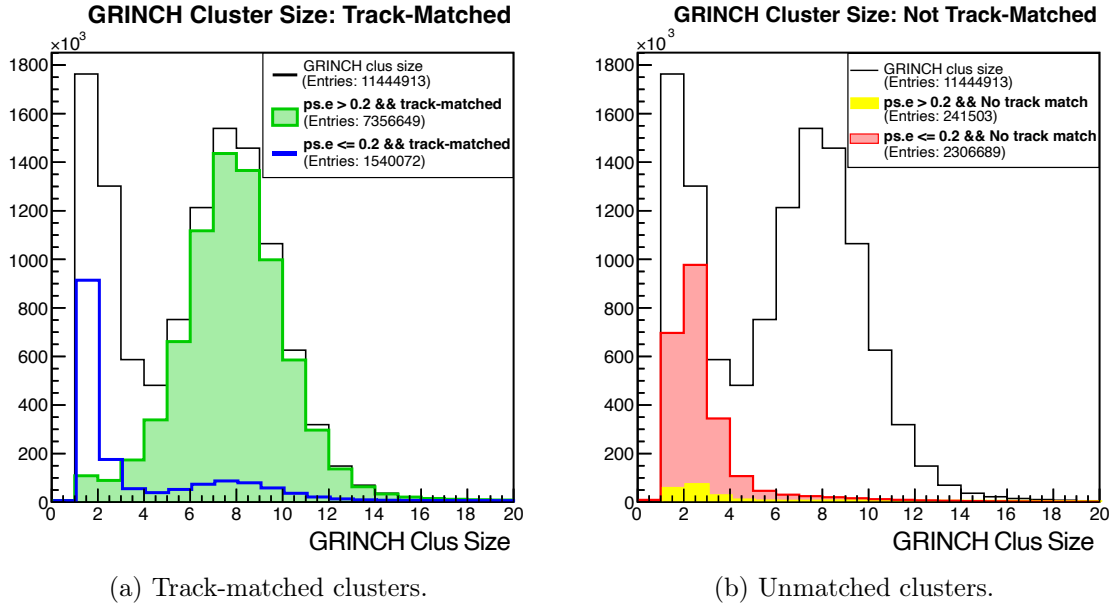 GRINCH Cluster Size: Track-Matched
×10³
1800
1600
1400
1200
1000
800
600
400
200
0
GRINCH clus size
(Entries: 11444913)
ps.e > 0.2 && track-matched
(Entries: 7356649)
ps.e <= 0.2 && track-matched
(Entries: 1540072)
0 2 4 6 8 10 12 14 16 18 20
GRINCH Clus Size
(a) Track-matched clusters.
GRINCH Cluster Size: Not Track-Matched
×10³
1800
1600
1400
1200
1000
800
600
400
200
0
GRINCH clus size
(Entries: 11444913)
ps.e > 0.2 && No track match
(Entries: 241503)
ps.e <= 0.2 && No track match
(Entries: 2306689)
0 2 4 6 8 10 12 14 16 18 20
GRINCH Clus Size
(b) Unmatched clusters.